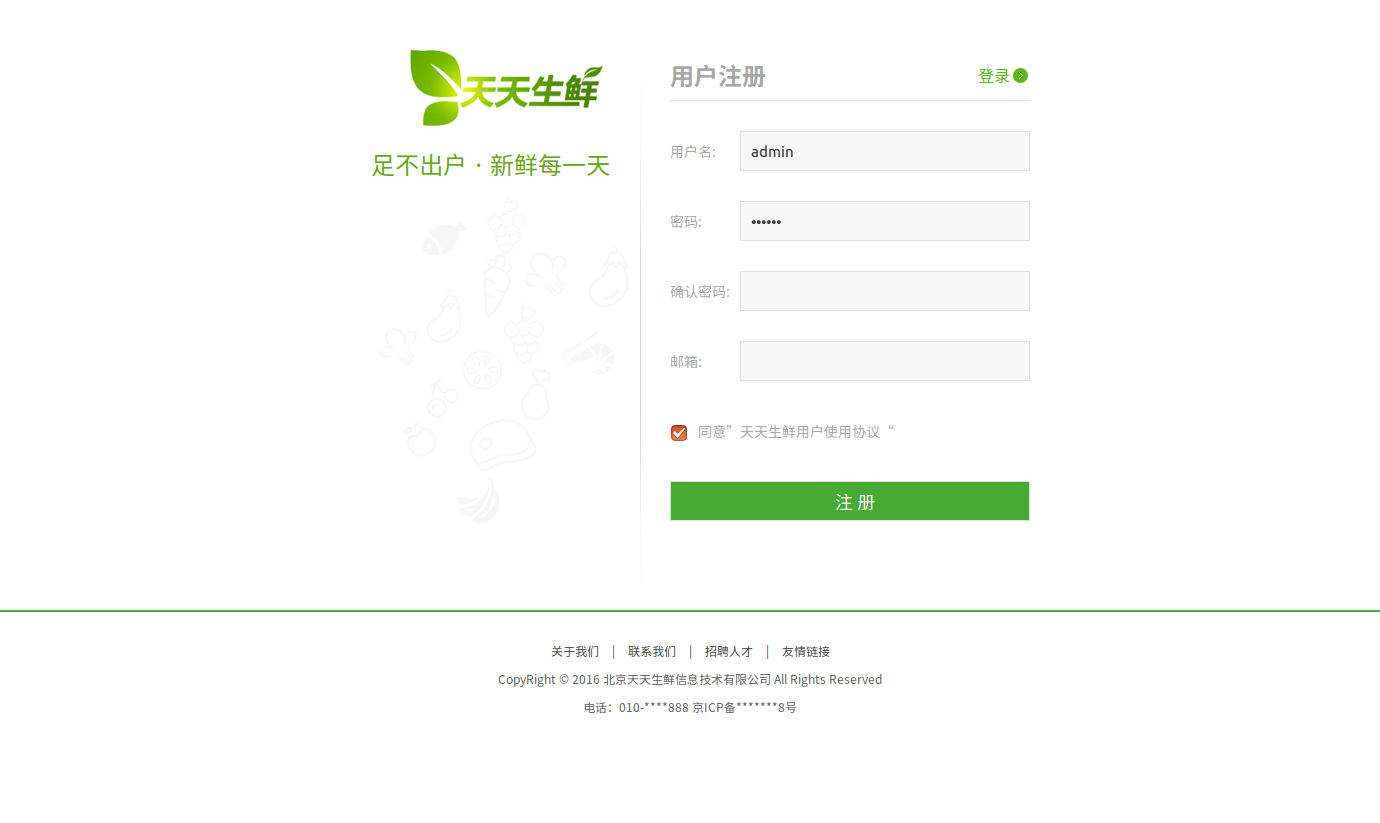 天天生鲜
足不出户 · 新鲜每一天
用户注册
登录
用户名:
admin
密码:
••••••
确认密码:
邮箱:
同意”天天生鲜用户使用协议“
注 册
关于我们 | 联系我们 | 招聘人才 | 友情链接
CopyRight © 2016 北京天天生鲜信息技术有限公司 All Rights Reserved
电话：010-****888 京ICP备*******8号